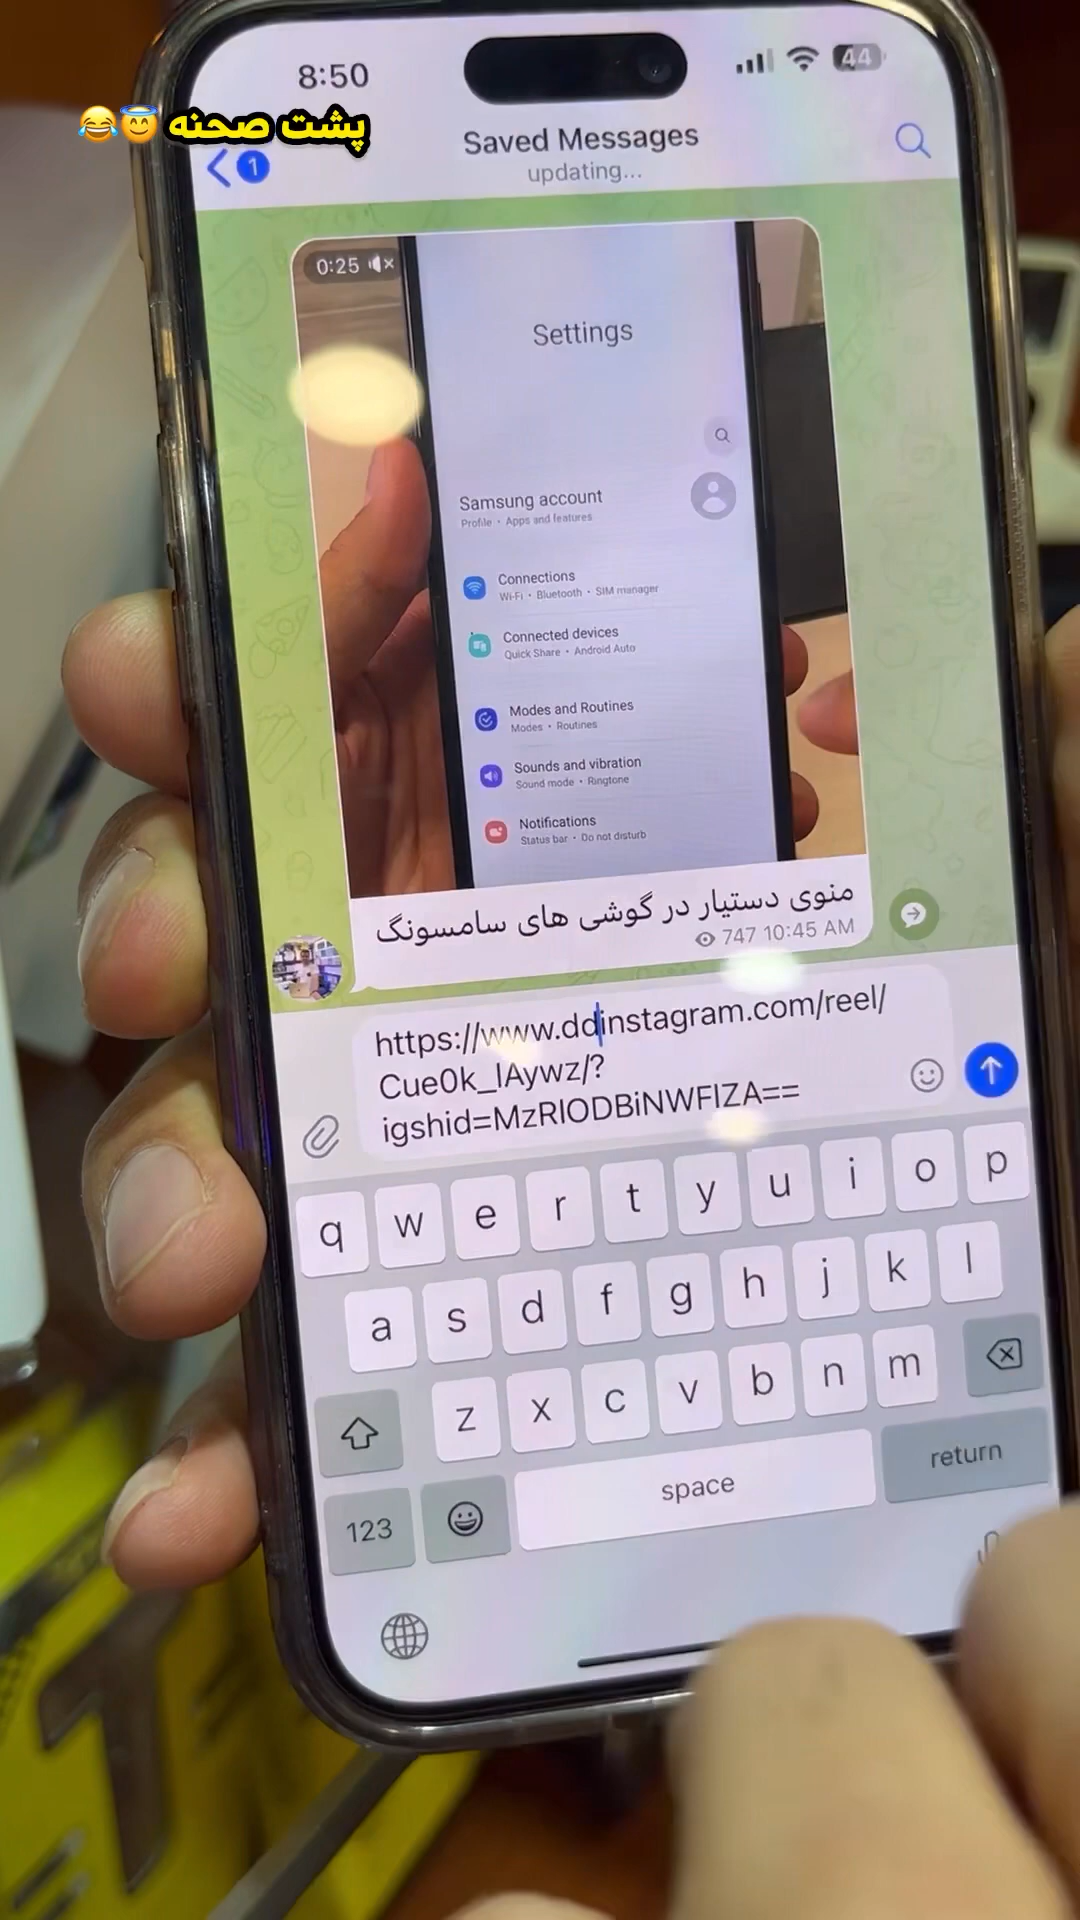 8:50
44
پشت صحنه 😇😂
1
Saved Messages
updating...
0:25
Settings
Samsung account
Profile • Apps and features
Connections
Wi-Fi • Bluetooth • SIM manager
Connected devices
Quick Share • Android Auto
Modes and Routines
Modes • Routines
Sounds and vibration
Sound mode • Ringtone
Notifications
Status bar • Do not disturb
منوی دستیار در گوشی های سامسونگ
747 10:45 AM
https://www.ddinstagram.com/reel/
Cue0k_lAywz/?
igshid=MzRlODBiNWFlZA==
q w e r t y u i o p
a s d f g h j k l
z x c v b n m
123 space return